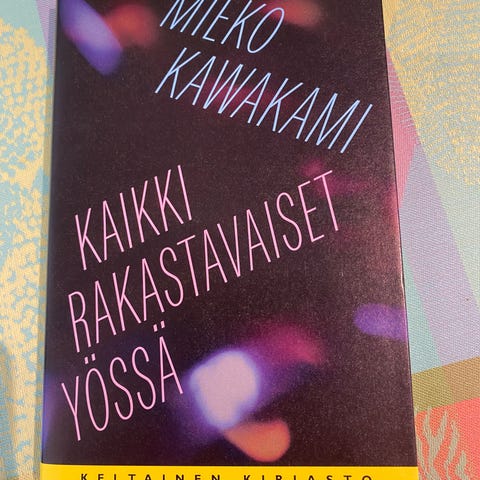 MIEKO
KAWAKAMI
KAIKKI
RAKASTAVAISET
YÖSSÄ
KELTAINEN KIRJASTO